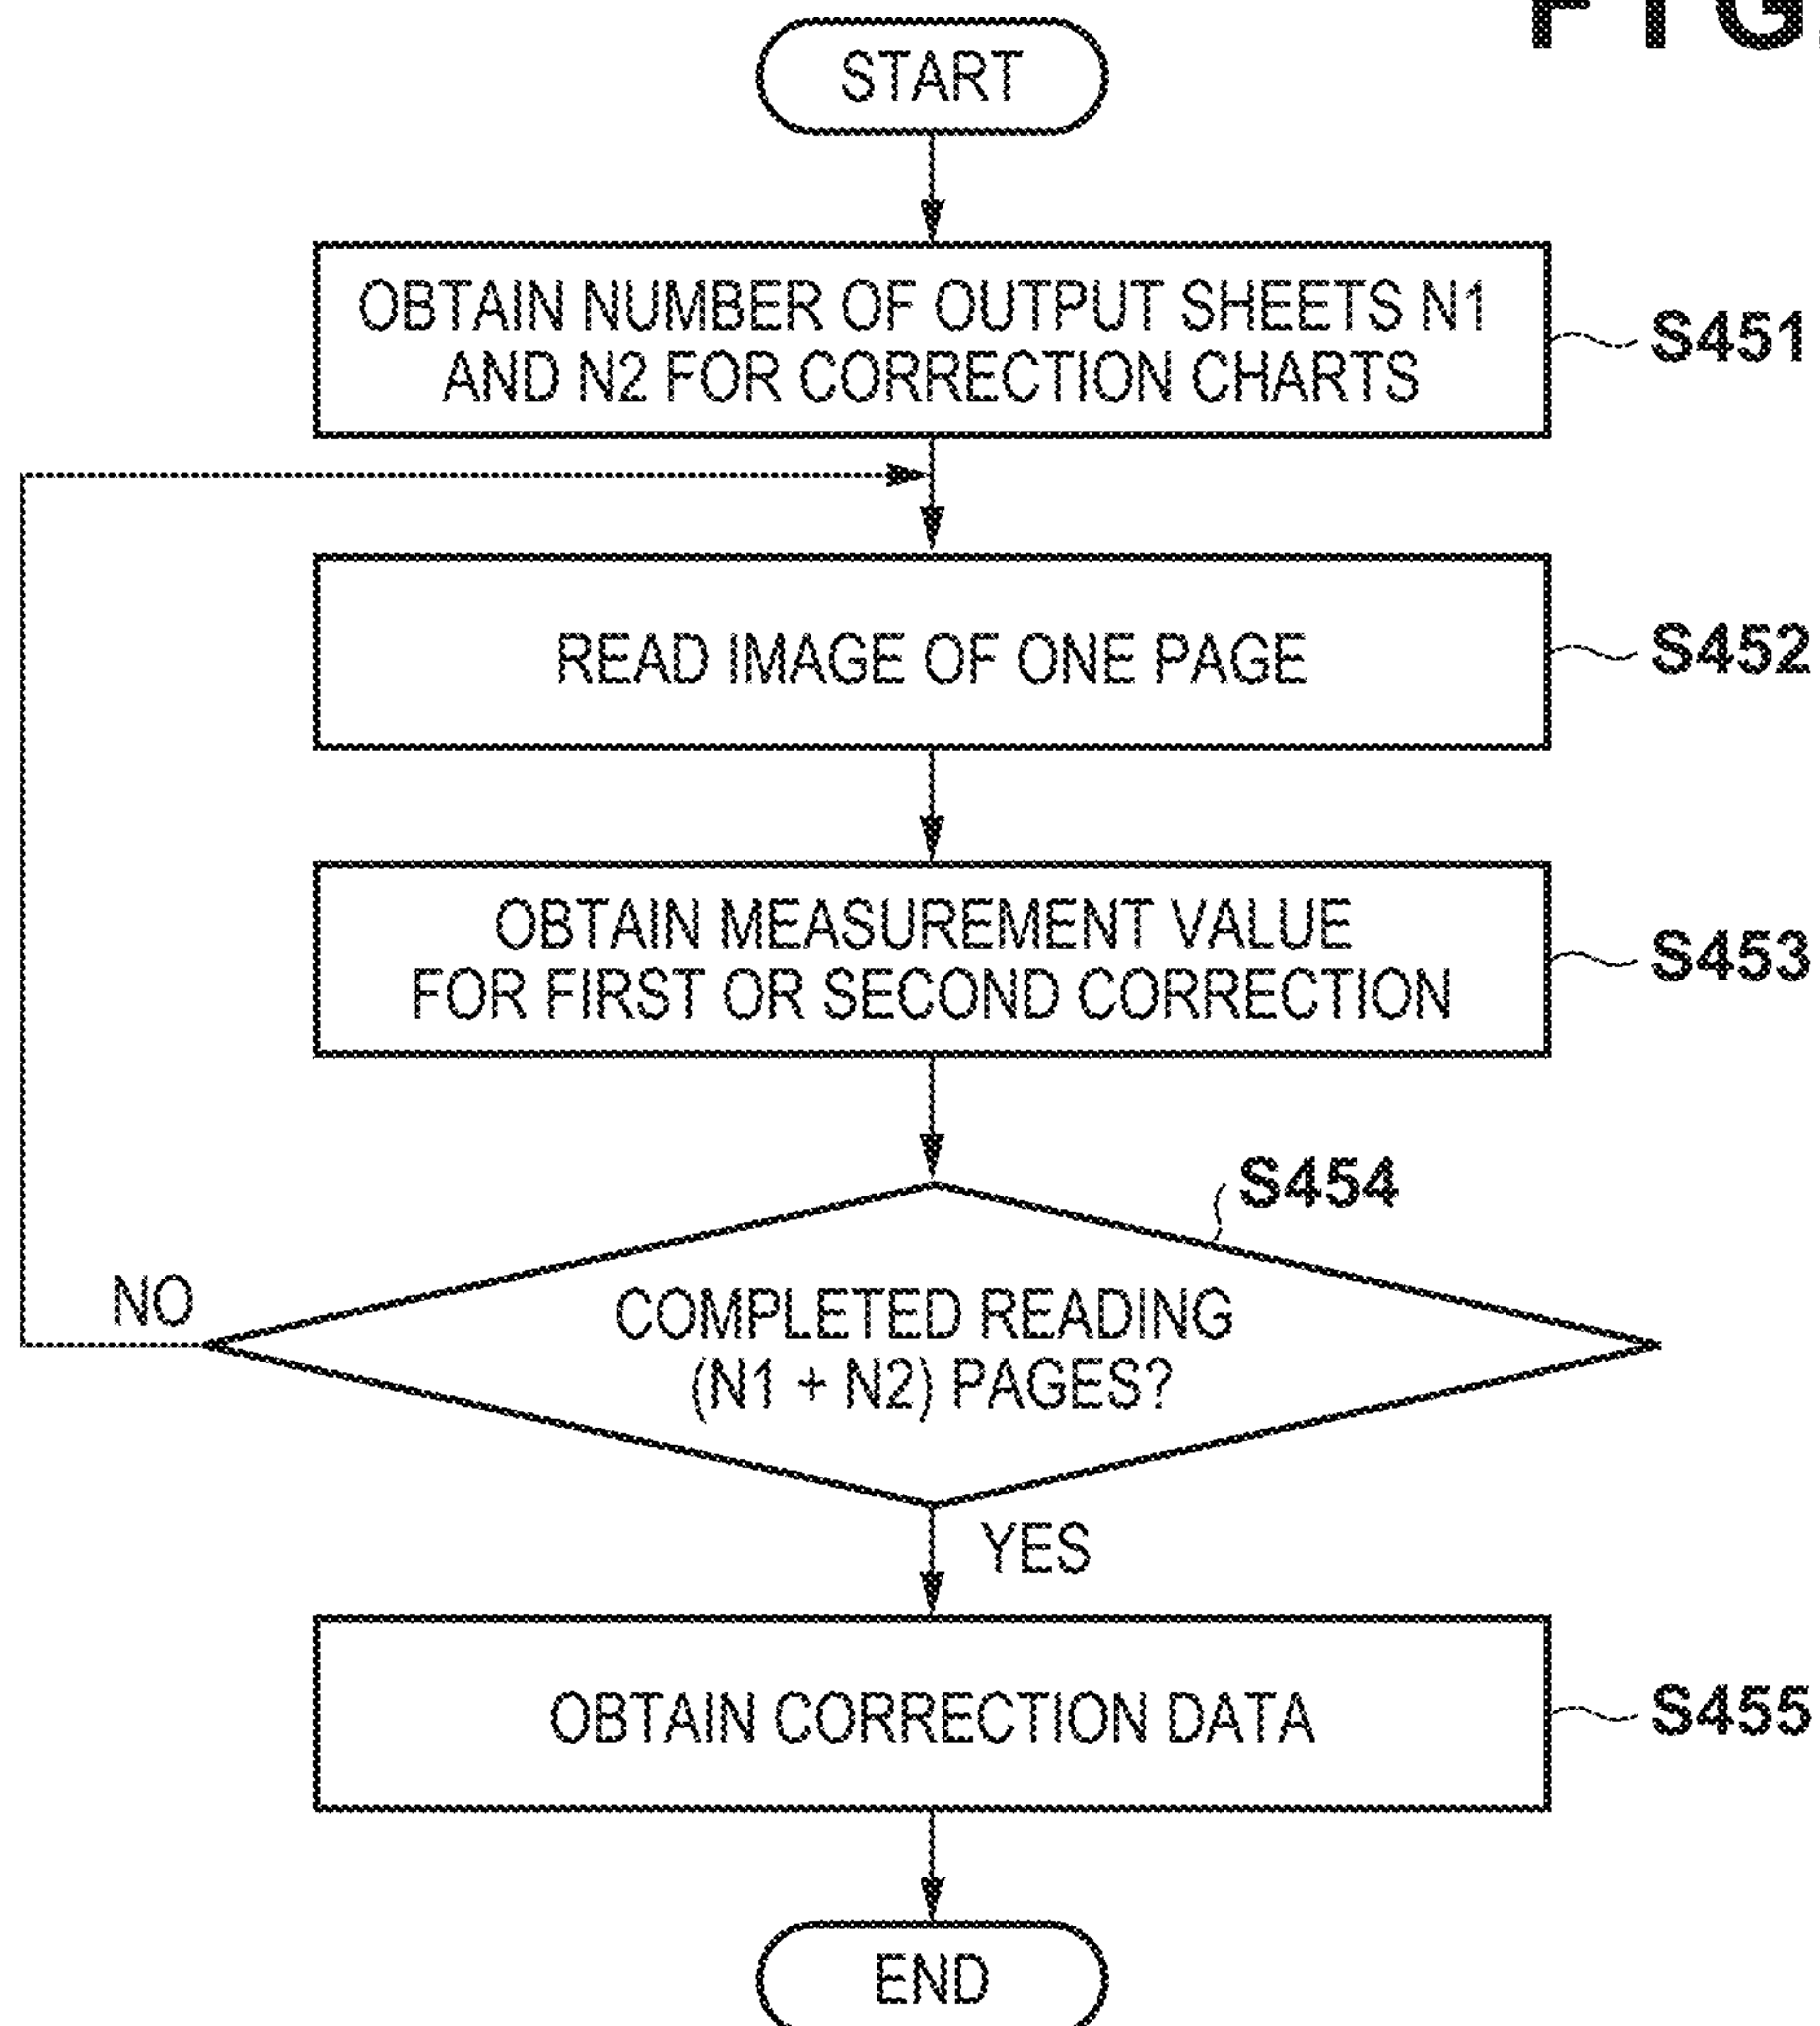 FIG.
START
OBTAIN NUMBER OF OUTPUT SHEETS N1
AND N2 FOR CORRECTION CHARTS
S451
READ IMAGE OF ONE PAGE
S452
OBTAIN MEASUREMENT VALUE
FOR FIRST OR SECOND CORRECTION
S453
S454
NO
COMPLETED READING
(N1 + N2) PAGES?
YES
OBTAIN CORRECTION DATA
S455
END